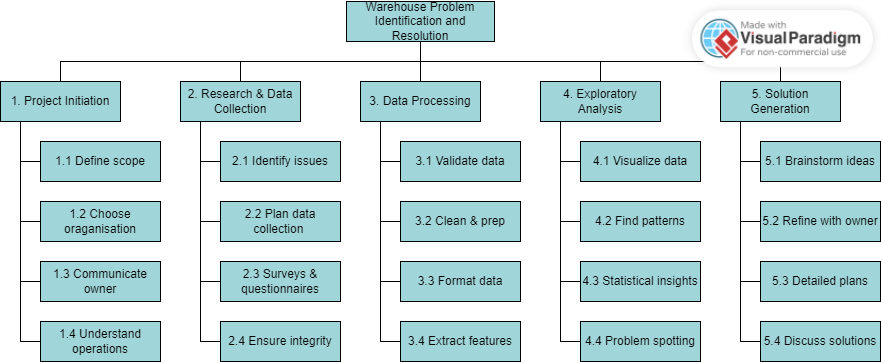 Warehouse Problem
Identification and
Resolution
Made with
Visual Paradigm
For non-commercial use
1. Project Initiation
2. Research & Data
Collection
3. Data Processing
4. Exploratory
Analysis
5. Solution
Generation
1.1 Define scope
2.1 Identify issues
3.1 Validate data
4.1 Visualize data
5.1 Brainstorm ideas
1.2 Choose
oraganisation
2.2 Plan data
collection
3.2 Clean & prep
4.2 Find patterns
5.2 Refine with owner
1.3 Communicate
owner
2.3 Surveys &
questionnaires
3.3 Format data
4.3 Statistical insights
5.3 Detailed plans
1.4 Understand
operations
2.4 Ensure integrity
3.4 Extract features
4.4 Problem spotting
5.4 Discuss solutions